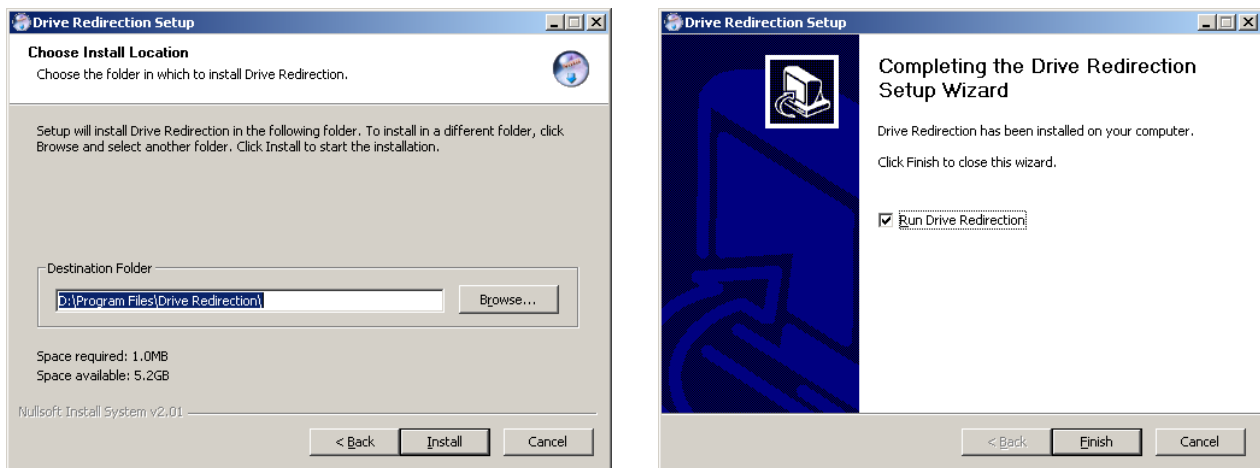 Drive Redirection Setup
Choose Install Location
Choose the folder in which to install Drive Redirection.
Setup will install Drive Redirection in the following folder. To install in a different folder, click
Browse and select another folder. Click Install to start the installation.
Destination Folder
D:\Program Files\Drive Redirection\
Browse...
Space required: 1.0MB
Space available: 5.2GB
Nullsoft Install System v2.01
< Back
Install
Cancel
Drive Redirection Setup
Completing the Drive Redirection
Setup Wizard
Drive Redirection has been installed on your computer.
Click Finish to close this wizard.
Run Drive Redirection
< Back
Finish
Cancel